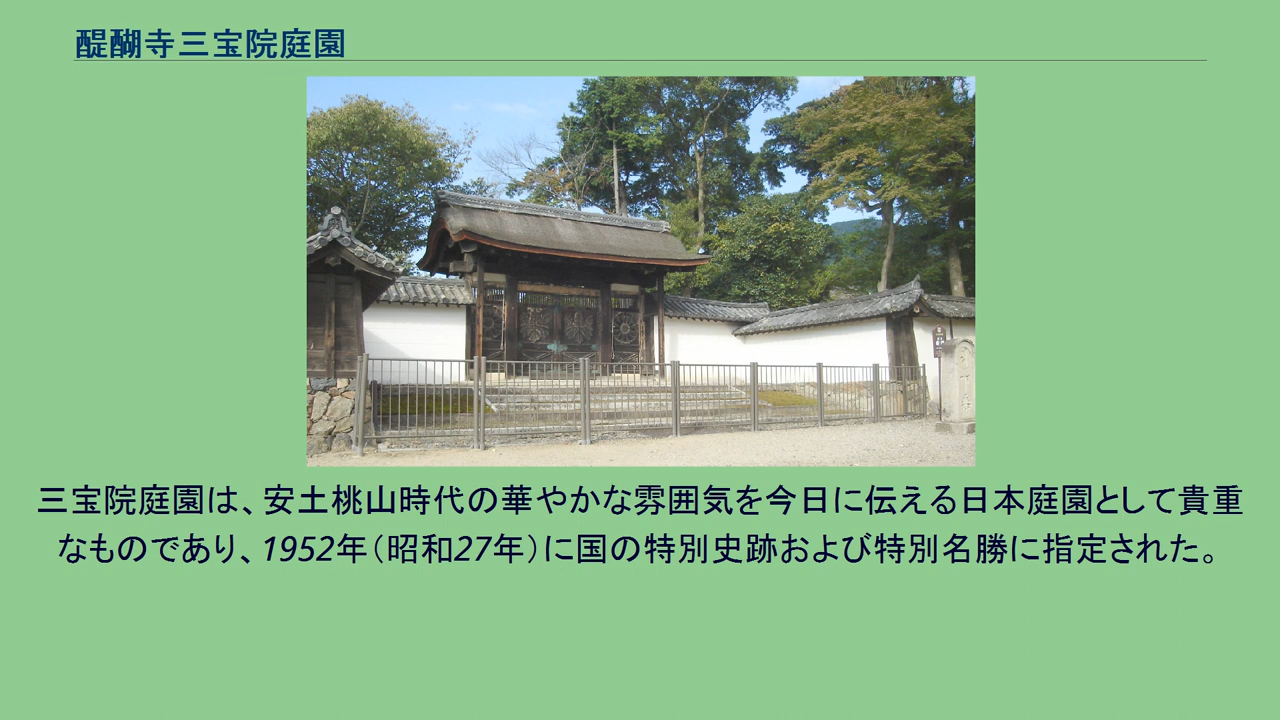 醍醐寺三宝院庭園
三宝院庭園は、安土桃山時代の華やかな雰囲気を今日に伝える日本庭園として貴重
なものであり、1952年（昭和27年）に国の特別史跡および特別名勝に指定された。